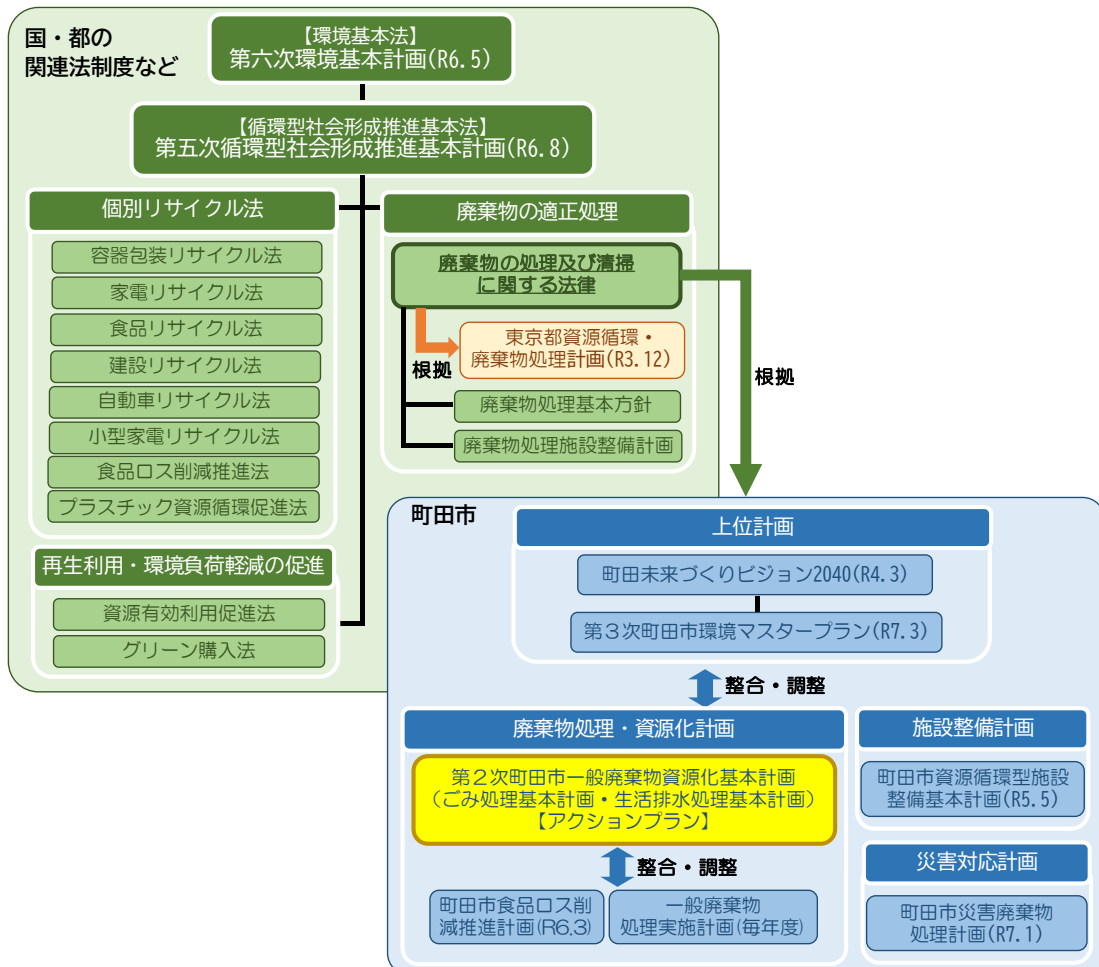 国・都の
関連法制度など
【環境基本法】
第六次環境基本計画(R6.5)
【循環型社会形成推進基本法】
第五次循環型社会形成推進基本計画(R6.8)
個別リサイクル法
容器包装リサイクル法
家電リサイクル法
食品リサイクル法
建設リサイクル法
自動車リサイクル法
小型家電リサイクル法
食品ロス削減推進法
プラスチック資源循環促進法
再生利用・環境負荷軽減の促進
資源有効利用促進法
グリーン購入法
廃棄物の適正処理
廃棄物の処理及び清掃
に関する法律
根拠
東京都資源循環・
廃棄物処理計画(R3.12)
廃棄物処理基本方針
廃棄物処理施設整備計画
根拠
町田市
上位計画
町田未来づくりビジョン2040(R4.3)
第3次町田市環境マスタープラン(R7.3)
整合・調整
廃棄物処理・資源化計画
第2次町田市一般廃棄物資源化基本計画
(ごみ処理基本計画・生活排水処理基本計画)
【アクションプラン】
整合・調整
町田市食品ロス削
減推進計画(R6.3)
一般廃棄物
処理実施計画(毎年度)
施設整備計画
町田市資源循環型施設
整備基本計画(R5.5)
災害対応計画
町田市災害廃棄物
処理計画(R7.1)